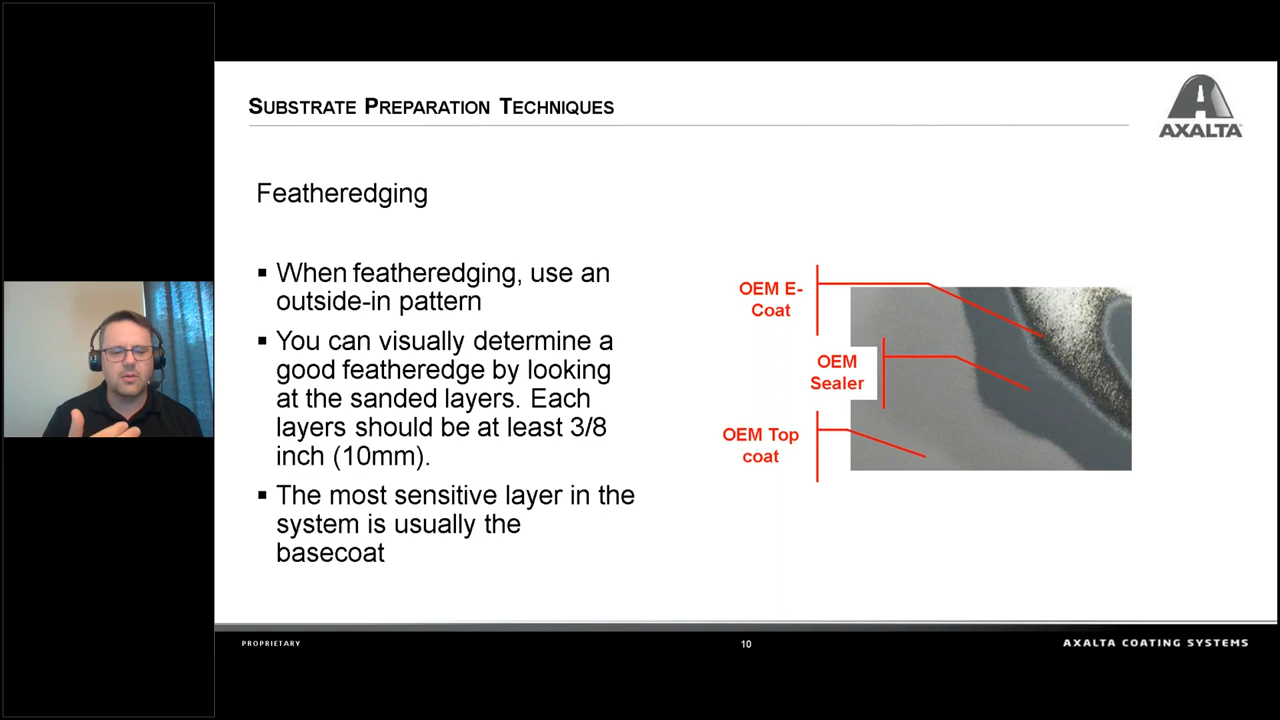 SUBSTRATE PREPARATION TECHNIQUES
AXALTA
Featheredging
▪ When featheredging, use an
outside-in pattern
▪ You can visually determine a
good featheredge by looking
at the sanded layers. Each
layers should be at least 3/8
inch (10mm).
▪ The most sensitive layer in the
system is usually the
basecoat
OEM E-
Coat
OEM
Sealer
OEM Top
coat
PROPRIETARY
10
AXALTA COATING SYSTEMS